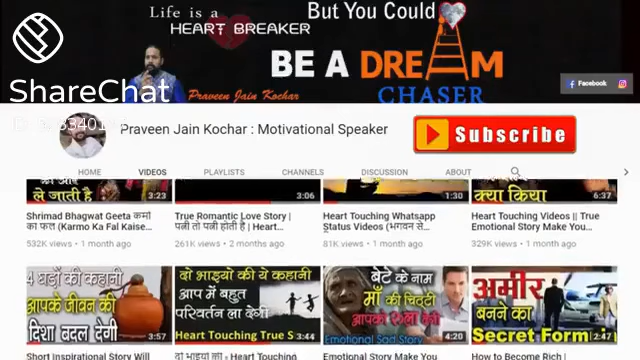 Life is a
HEART BREAKER
But You Could
BE A DREAM
CHASER
Praveen Jain Kochar
Facebook
ShareChat
Praveen Jain Kochar : Motivational Speaker
Subscribe
HOME VIDEOS PLAYLISTS CHANNELS DISCUSSION ABOUT
ले जाती है
3:23
3:06
1:30
क्या किया
6:37
Shrimad Bhagwat Geeta कर्मा
का फल (Karmo Ka Fal Kaise...
532K views • 1 month ago
True Romantic Love Story |
पत्नी तो पत्नी होती है | Heart...
261K views • 2 months ago
Heart Touching Whatsapp
Status Videos (भगवन से...
81K views • 1 month ago
Heart Touching Videos || True
Emotional Story Make You...
329K views • 1 month ago
4 घड़ों की कहानी
आपके जीवन की
दिशा बदल देगी
3:57
दो भाइयो की ये कहानी
आप में बहुत
परिवर्तन ला देगी
Heart Touching True S
3:44
बेटे के नाम
माँ की चिट्टी
आपको रुला देगी
Emotional Sad Story
4:20
अमीर
बनने का
Secret Form
2:47
Short Inspirational Story Will
दो भाइयों का | Heart Touching
Emotional Story Make You
How to Become Rich |